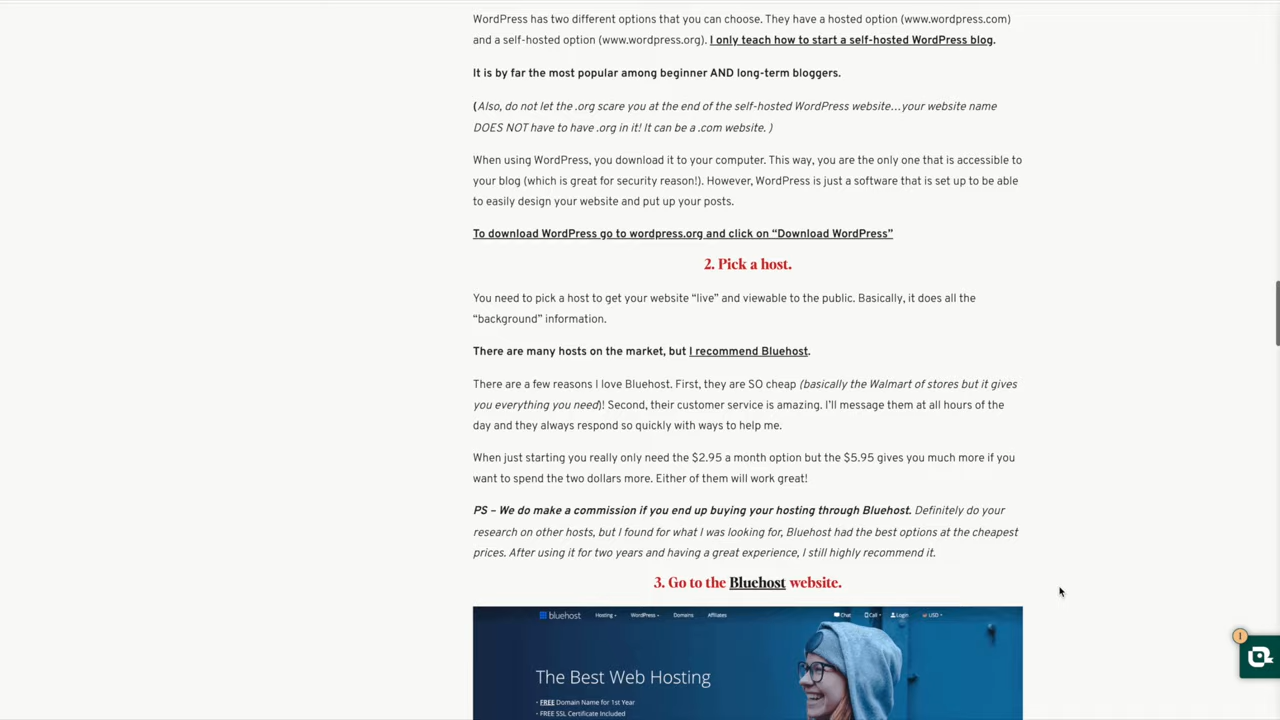 WordPress has two different options that you can choose. They have a hosted option (www.wordpress.com)
and a self-hosted option (www.wordpress.org). I only teach how to start a self-hosted WordPress blog.
It is by far the most popular among beginner AND long-term bloggers.
(Also, do not let the .org scare you at the end of the self-hosted WordPress website…your website name
DOES NOT have to have .org in it! It can be a .com website. )
When using WordPress, you download it to your computer. This way, you are the only one that is accessible to
your blog (which is great for security reason!). However, WordPress is just a software that is set up to be able
to easily design your website and put up your posts.
To download WordPress go to wordpress.org and click on “Download WordPress”
2. Pick a host.
You need to pick a host to get your website “live” and viewable to the public. Basically, it does all the
“background” information.
There are many hosts on the market, but I recommend Bluehost.
There are a few reasons I love Bluehost. First, they are SO cheap (basically the Walmart of stores but it gives
you everything you need)! Second, their customer service is amazing. I’ll message them at all hours of the
day and they always respond so quickly with ways to help me.
When just starting you really only need the $2.95 a month option but the $5.95 gives you much more if you
want to spend the two dollars more. Either of them will work great!
PS – We do make a commission if you end up buying your hosting through Bluehost. Definitely do your
research on other hosts, but I found for what I was looking for, Bluehost had the best options at the cheapest
prices. After using it for two years and having a great experience, I still highly recommend it.
3. Go to the Bluehost website.
bluehost Hosting WordPress Domains Affiliates Chat Call Login USD
The Best Web Hosting
- FREE Domain Name for 1st Year
- FREE SSL Certificate Included
1